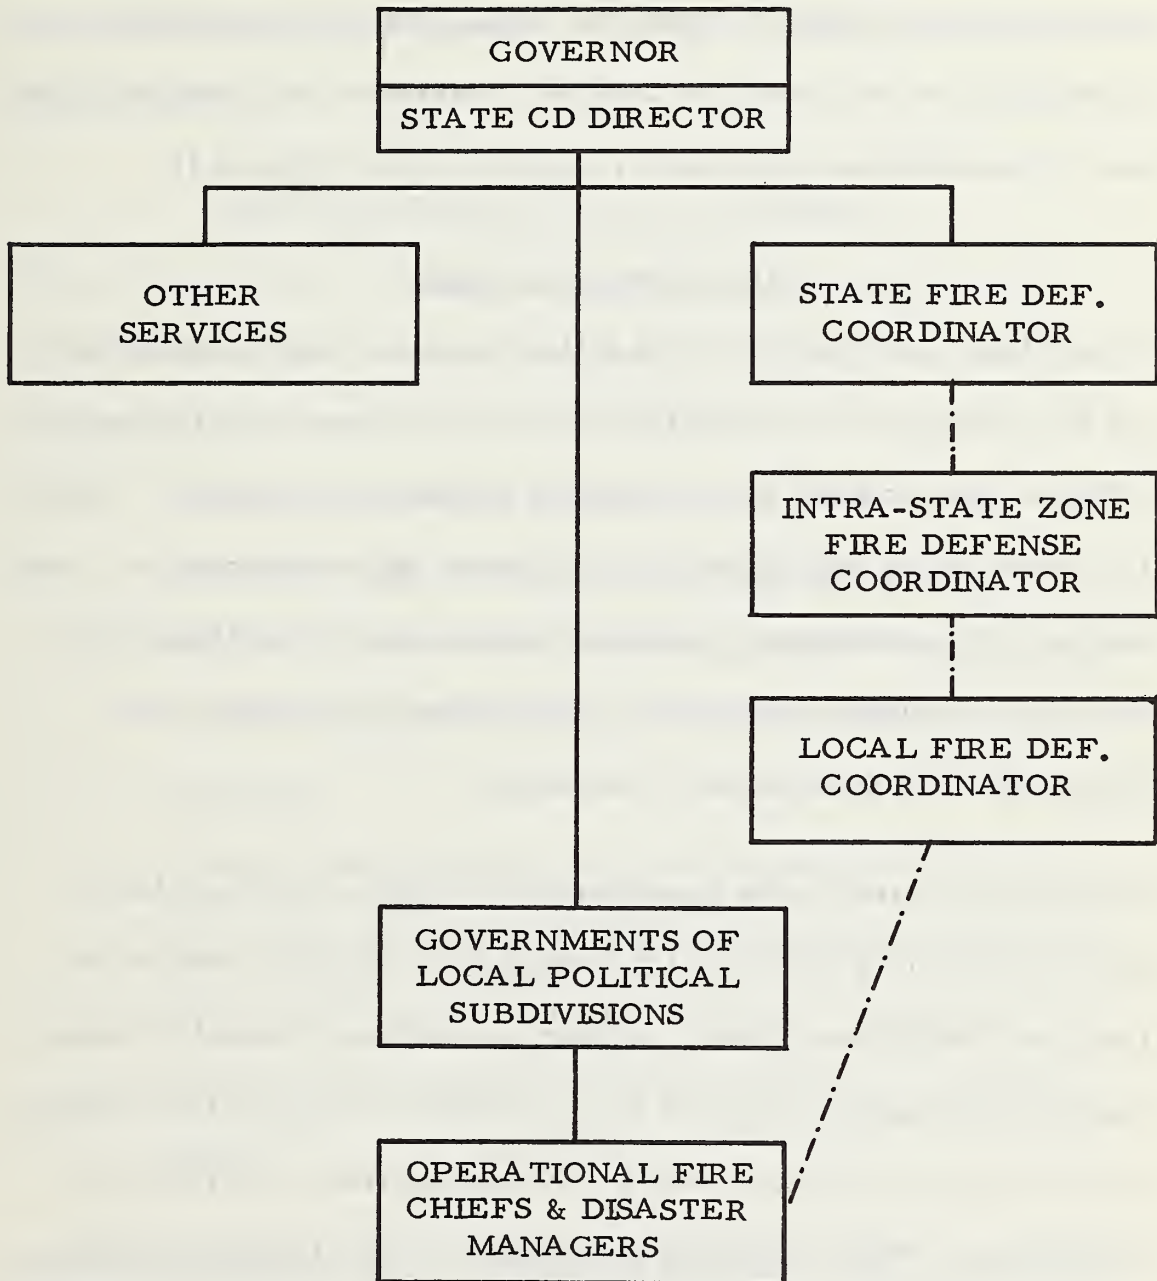 GOVERNOR
STATE CD DIRECTOR
OTHER
SERVICES
STATE FIRE DEF.
COORDINATOR
INTRA-STATE ZONE
FIRE DEFENSE
COORDINATOR
LOCAL FIRE DEF.
COORDINATOR
GOVERNMENTS OF
LOCAL POLITICAL
SUBDIVISIONS
OPERATIONAL FIRE
CHIEFS & DISASTER
MANAGERS